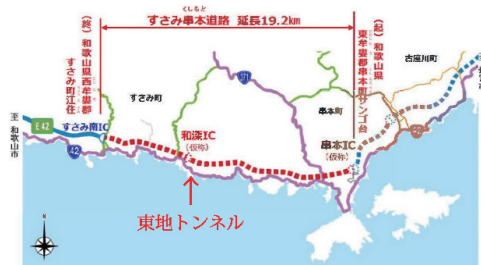 くしもと
すさみ串本道路 延長19.2km
(終)和歌山県西牟婁郡
すさみ町江住
(起)和歌山県
東牟婁郡串本町サンゴ台
古座川町
すさみ町
371
串本町
至 和歌山市
E42
すさみ南IC
和深IC
(仮称)
串本IC
(仮称)
42
42
東地トンネル
N